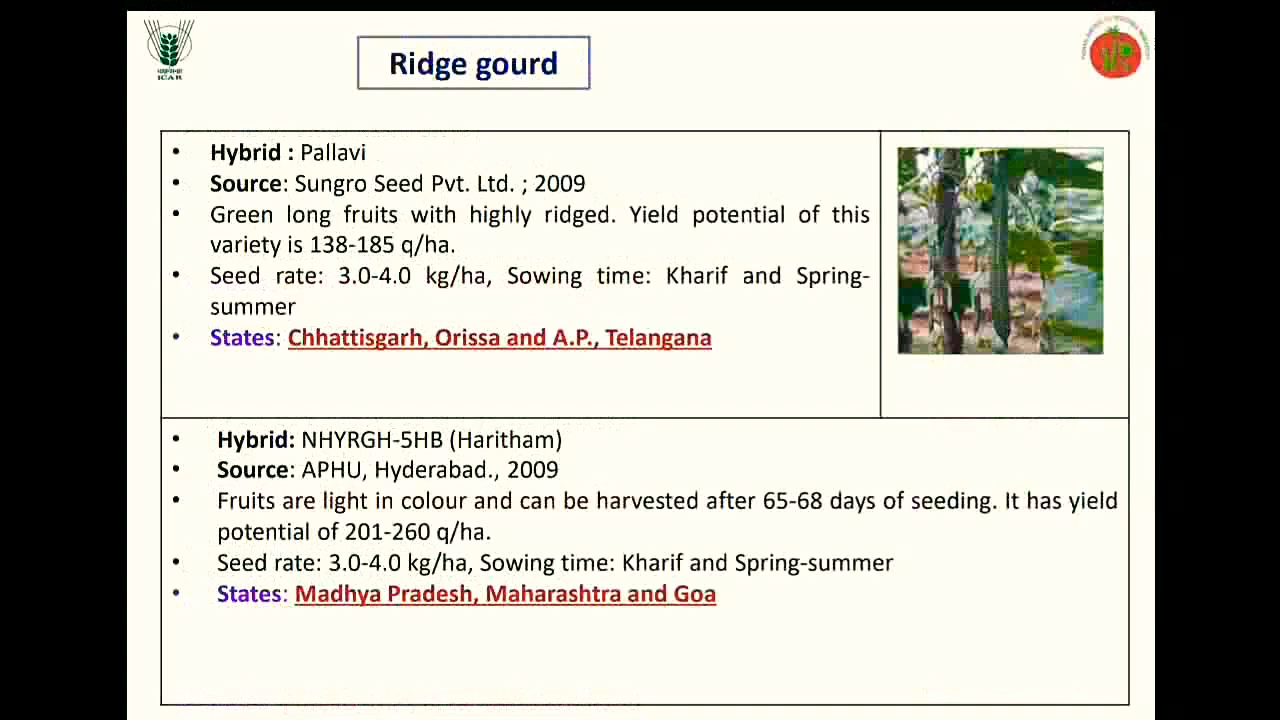 ICAR
Ridge gourd
• Hybrid : Pallavi
• Source: Sungro Seed Pvt. Ltd. ; 2009
• Green long fruits with highly ridged. Yield potential of this
variety is 138-185 q/ha.
• Seed rate: 3.0-4.0 kg/ha, Sowing time: Kharif and Spring-
summer
• States: Chhattisgarh, Orissa and A.P., Telangana
• Hybrid: NHYRGH-5HB (Haritham)
• Source: APHU, Hyderabad., 2009
• Fruits are light in colour and can be harvested after 65-68 days of seeding. It has yield
potential of 201-260 q/ha.
• Seed rate: 3.0-4.0 kg/ha, Sowing time: Kharif and Spring-summer
• States: Madhya Pradesh, Maharashtra and Goa